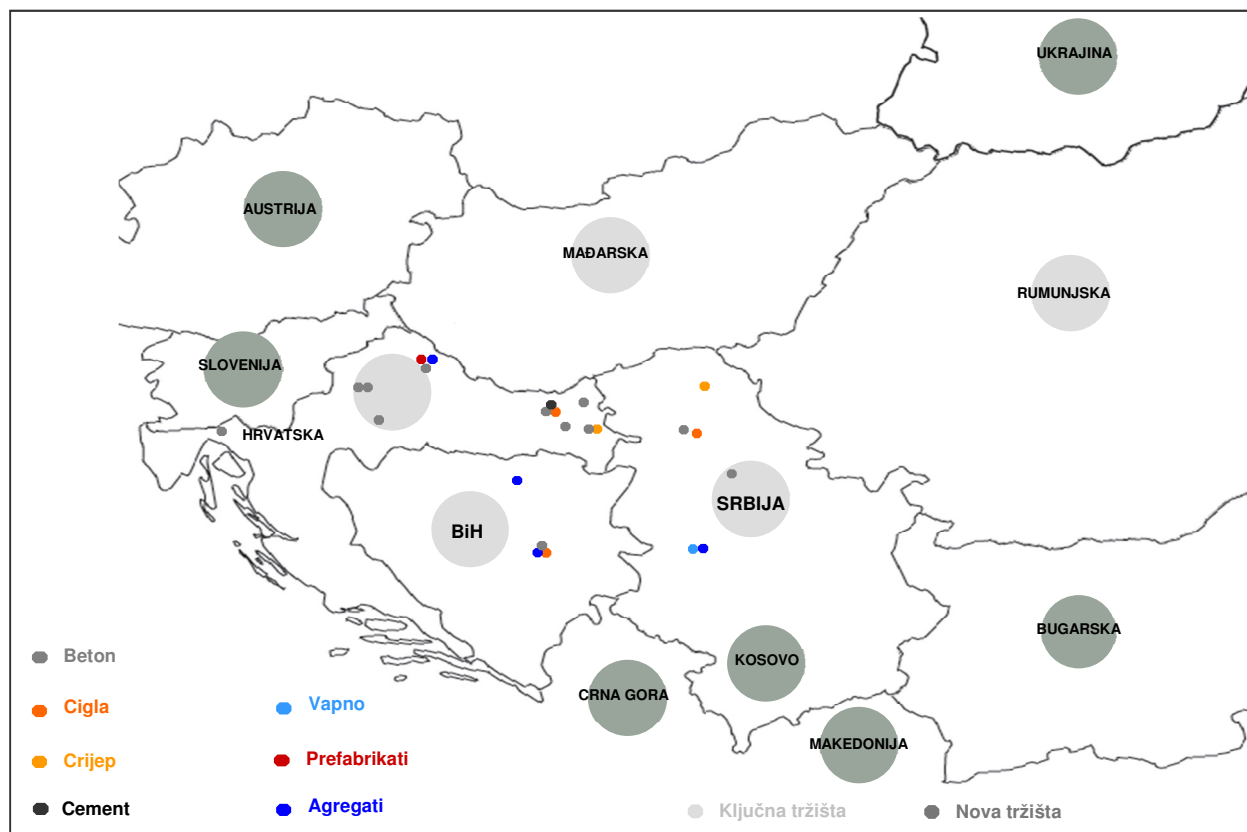 UKRAJINA
AUSTRIJA
MAĐARSKA
RUMUNJSKA
SLOVENIJA
HRVATSKA
SRBIJA
BiH
BUGARSKA
KOSOVO
CRNA GORA
MAKEDONIJA
Beton
Cigla
Vapno
Crijep
Prefabrikati
Cement
Agregati
Ključna tržišta
Nova tržišta